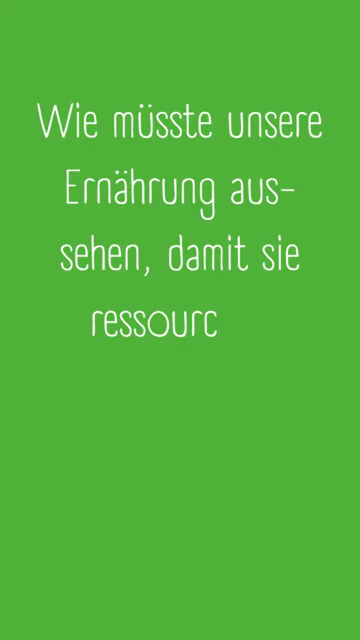 Wie müsste unsere
Ernährung aus-
sehen, damit sie
ressourc